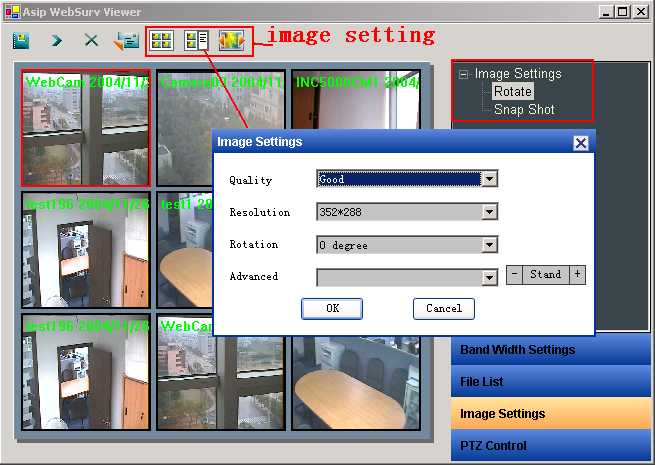 Asip WebSurv Viewer
image setting
WebCam 2004/11/2
Camera03 2004/11
INC5000CM1 2004/
Image Settings
Rotate
Snap Shot
Image Settings
Quality
Good
Resolution
352*288
Rotation
0 degree
Advanced
- Stand +
OK
Cancel
test196 2004/11/26
test1 20
test196 2004/11/26
WebCam
Band Width Settings
File List
Image Settings
PTZ Control